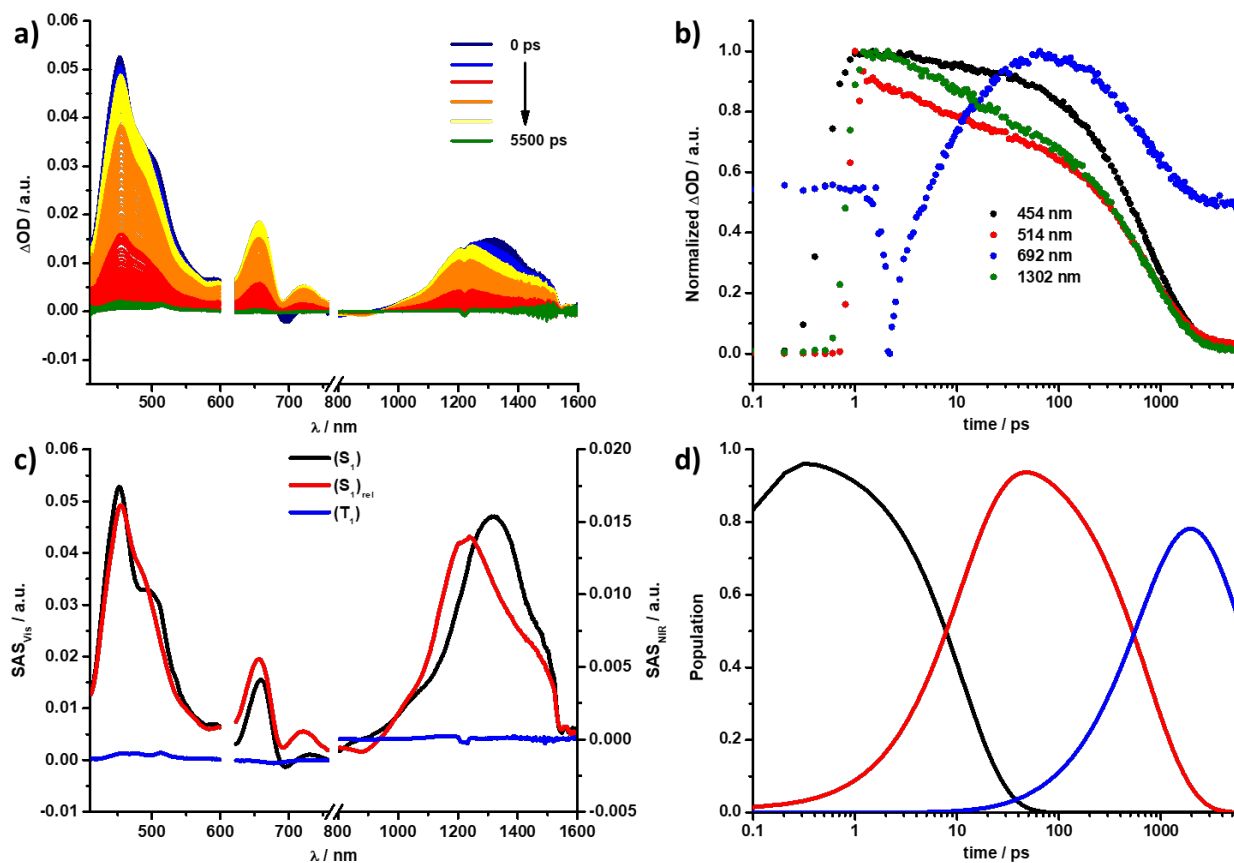 a)
0.06
0.05
0.04
0.03
0.02
0.01
0.00
-0.01
ΔOD / a.u.
0 ps
5500 ps
500 600 700 800 1000 1200 1400 1600
λ / nm
b)
1.0
0.8
0.6
0.4
0.2
0.0
Normalized ΔOD / a.u.
454 nm
514 nm
692 nm
1302 nm
0.1 1 10 100 1000
time / ps
c)
0.06
0.05
0.04
0.03
0.02
0.01
0.00
-0.01
SAS_Vis / a.u.
(S₁)
(S₁)rel
(T₁)
0.020
0.015
0.010
0.005
0.000
-0.005
SAS_NIR / a.u.
500 600 700 800 1000 1200 1400 1600
λ / nm
d)
1.0
0.8
0.6
0.4
0.2
0.0
Population
0.1 1 10 100 1000
time / ps